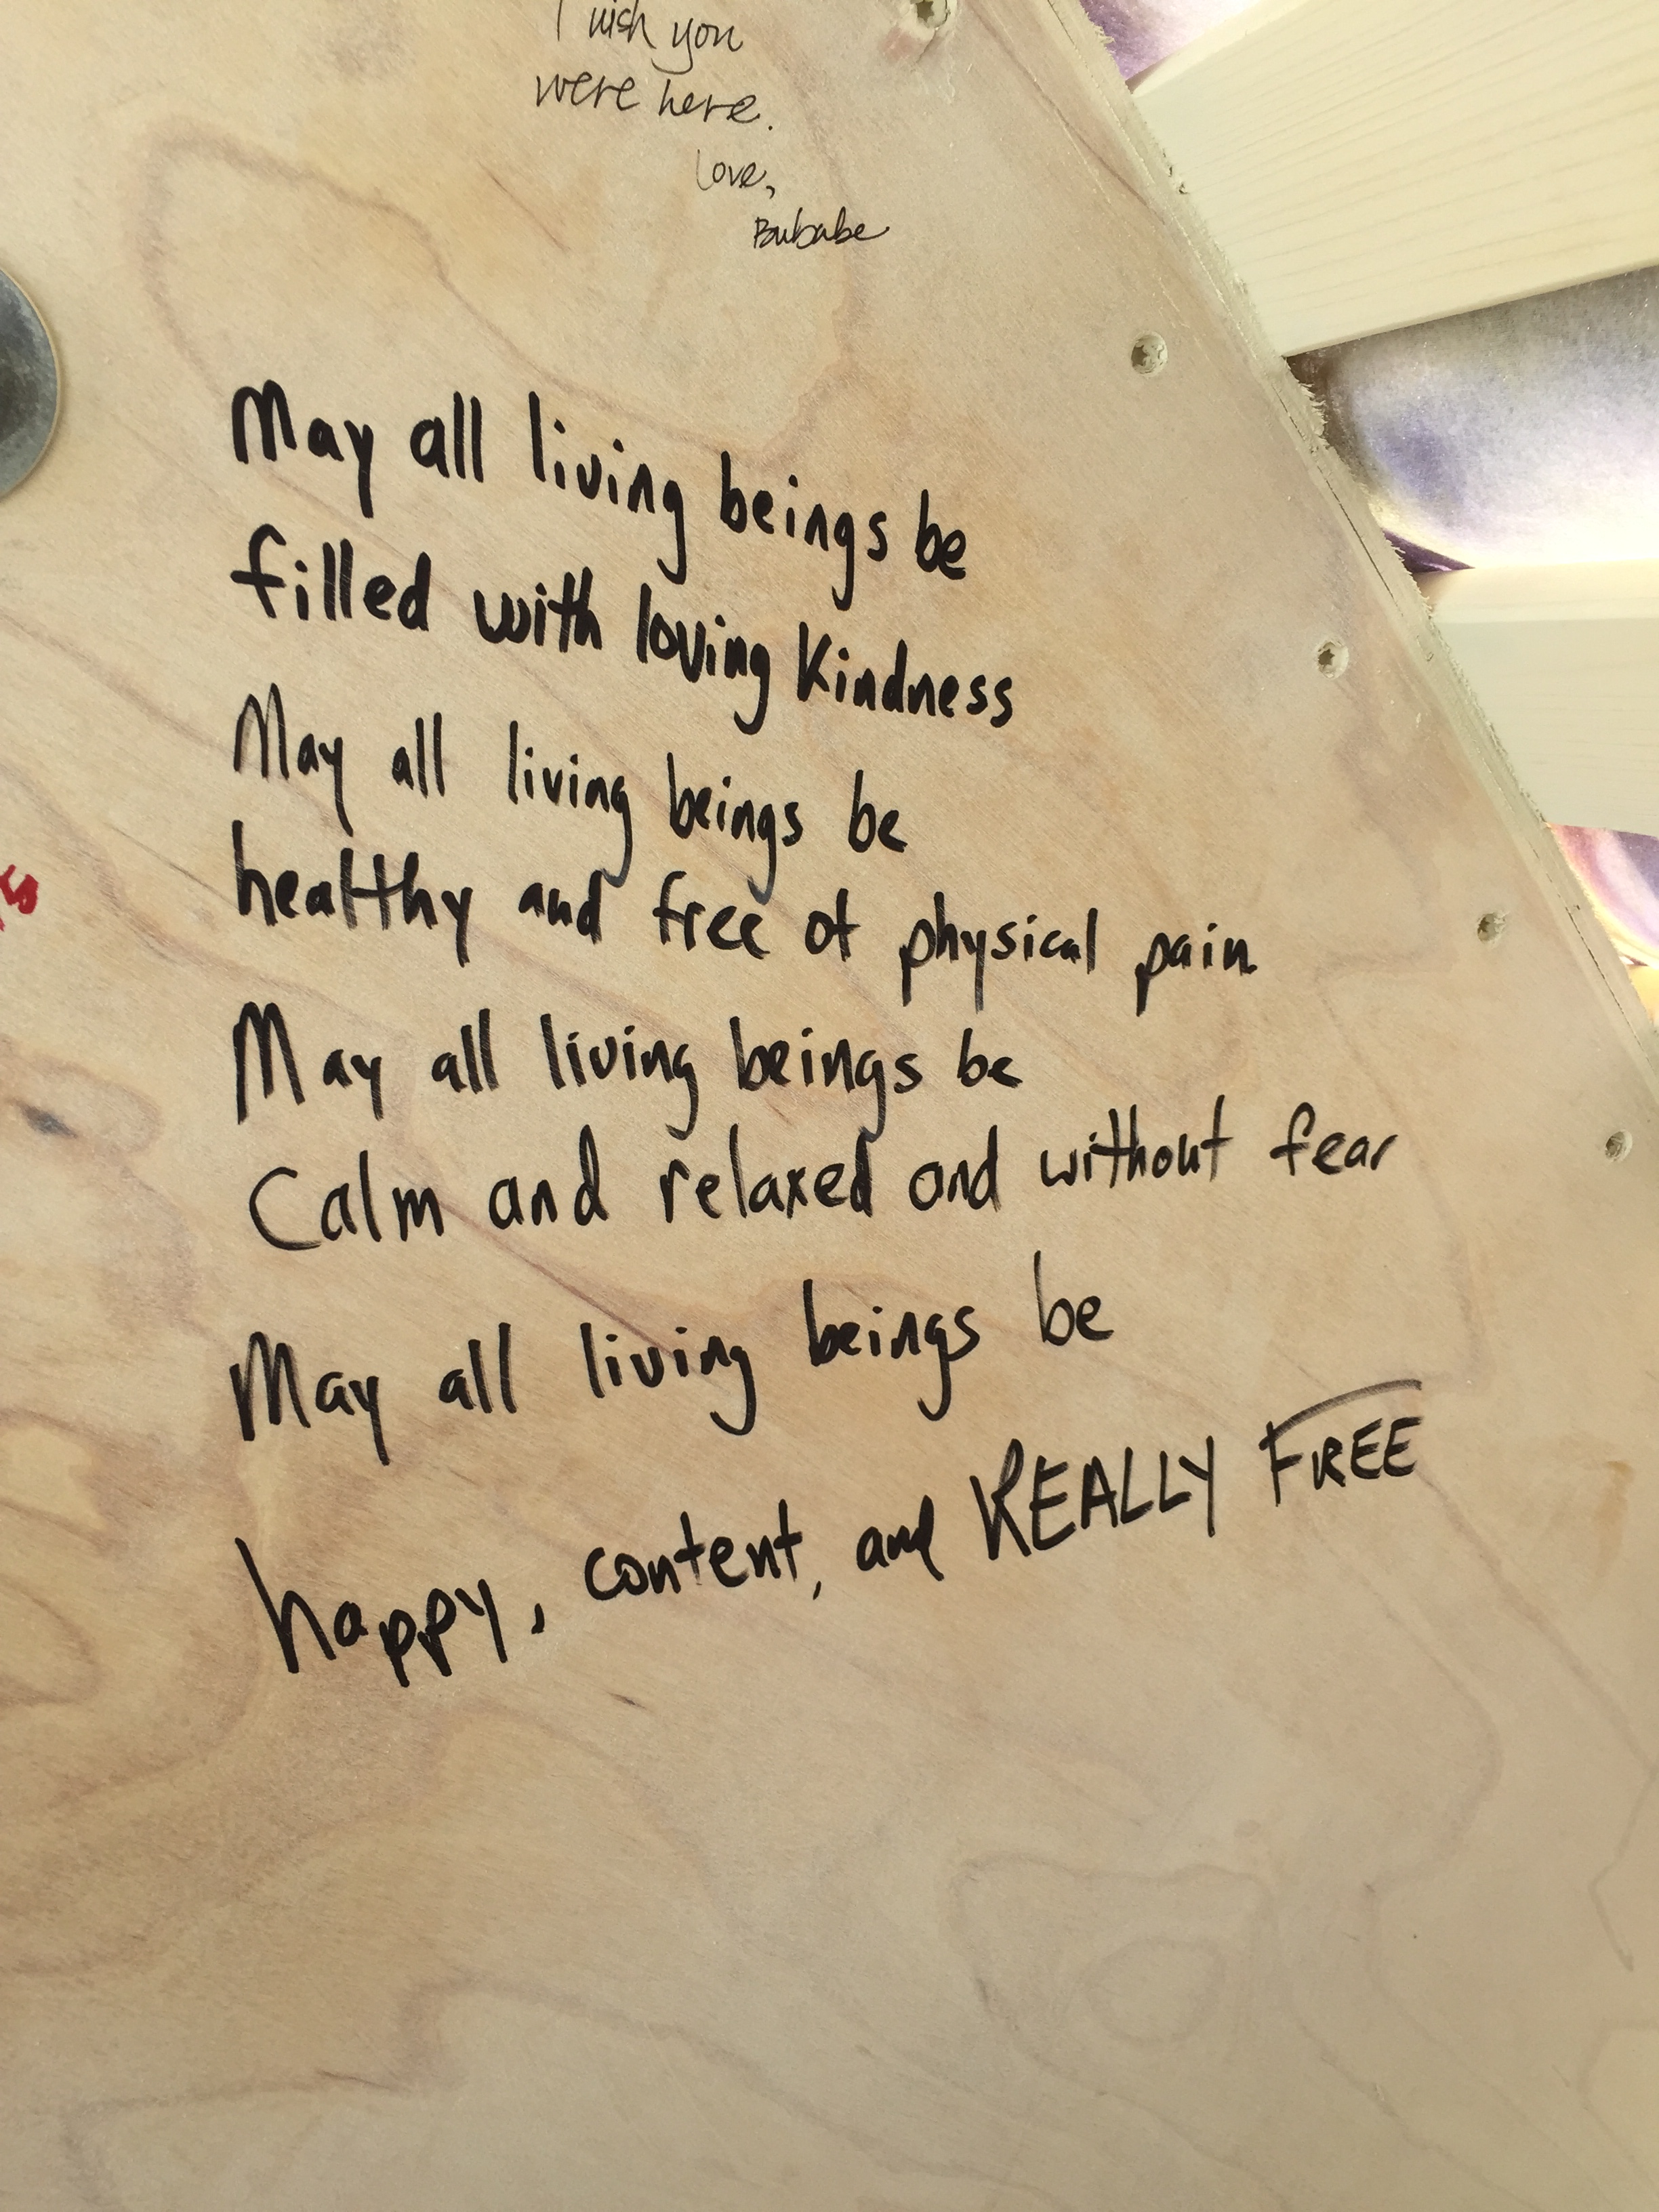 I wish you
were here.
Love,
Bubabe
May all living beings be
filled with loving Kindness
May all living beings be
healthy and free of physical pain
May all living beings be
Calm and relaxed and without fear
May all living beings be
happy, content, and REALLY FREE